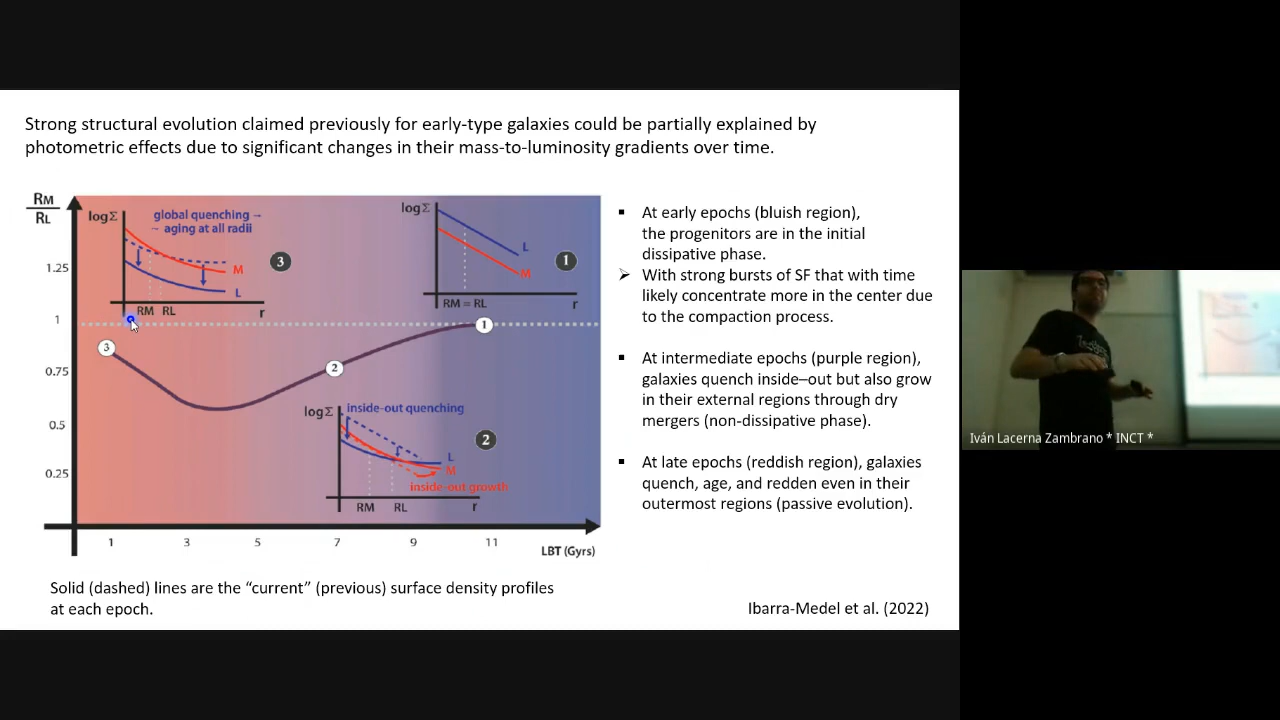 Strong structural evolution claimed previously for early-type galaxies could be partially explained by
photometric effects due to significant changes in their mass-to-luminosity gradients over time.
RM
RL
1.25
1
0.75
0.5
0.25
logΣ
global quenching →
→ aging at all radii
3
M
L
RM RL r
logΣ
L
1
M
RM = RL r
3
2
1
logΣ
inside-out quenching
2
L
M
inside-out growth
RM RL r
1 3 5 7 9 11
LBT (Gyrs)
▪ At early epochs (bluish region),
the progenitors are in the initial
dissipative phase.
➢ With strong bursts of SF that with time
likely concentrate more in the center due
to the compaction process.
▪ At intermediate epochs (purple region),
galaxies quench inside–out but also grow
in their external regions through dry
mergers (non-dissipative phase).
▪ At late epochs (reddish region), galaxies
quench, age, and redden even in their
outermost regions (passive evolution).
Solid (dashed) lines are the “current” (previous) surface density profiles
at each epoch.
Ibarra-Medel et al. (2022)
Iván Lacerna Zambrano * INCT *